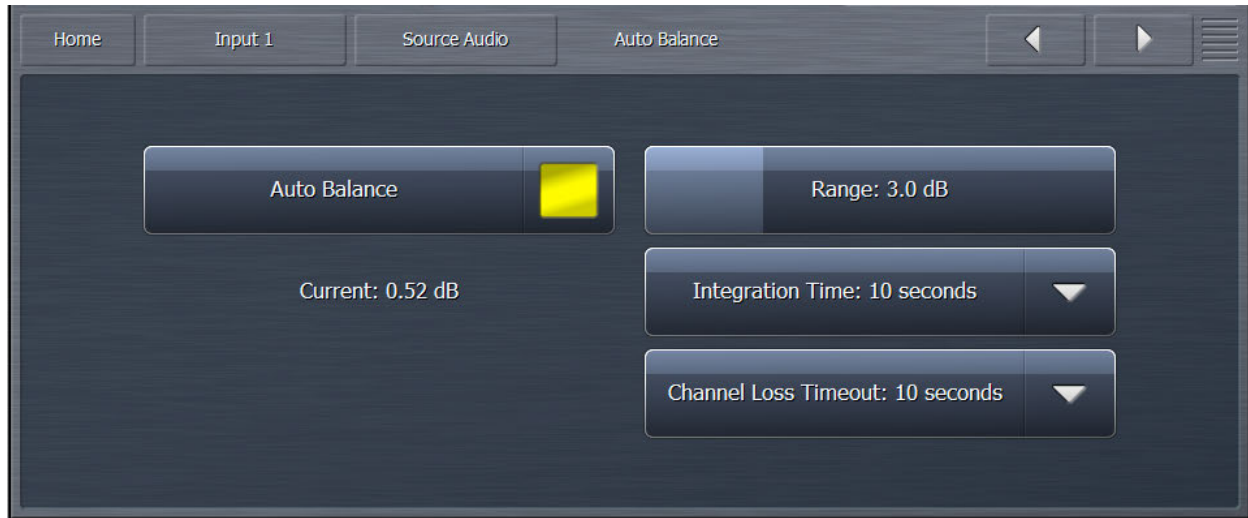 Home
Input 1
Source Audio
Auto Balance
Auto Balance
Range: 3.0 dB
Current: 0.52 dB
Integration Time: 10 seconds
Channel Loss Timeout: 10 seconds